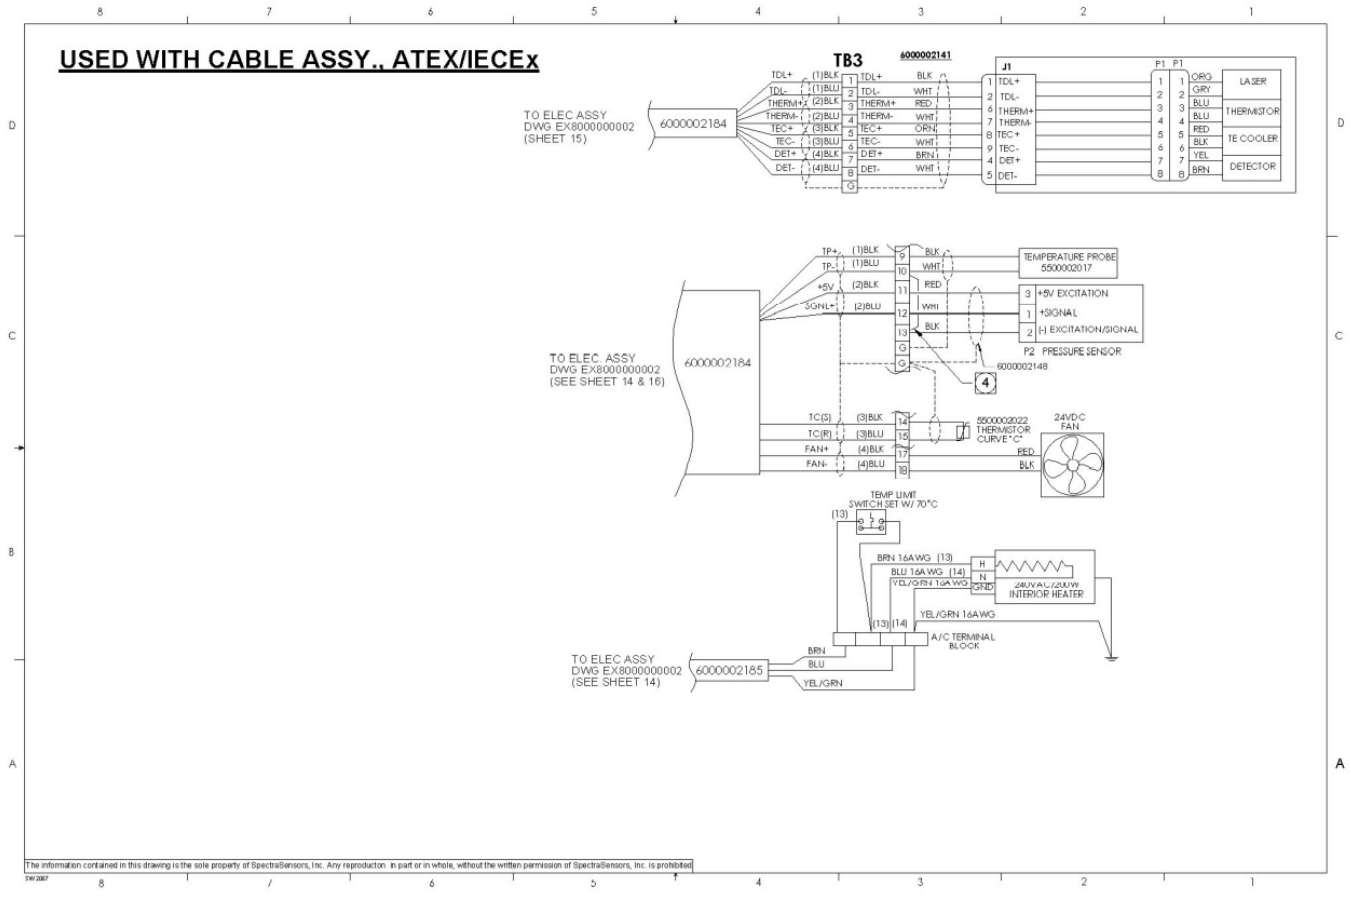 8 7 6 5 4 3 2 1
USED WITH CABLE ASSY., ATEX/IECEx
D
TO ELEC ASSY
DWG EX8000000002
(SHEET 15)
6000002184
TB3
6000002141
TDL+ (1)BLK 1 TDL+ BLK
TDL- (1)BLU 2 TDL- WHT
THERM+ (2)BLK 3 THERM+ RED
THERM- (2)BLU 4 THERM- WHT
TEC+ (3)BLK 5 TEC+ ORN
TEC- (3)BLU 6 TEC- WHT
DET+ (4)BLK 7 DET+ BRN
DET- (4)BLU 8 DET- WHT
G
J1
1 TDL+
2 TDL-
6 THERM+
7 THERM-
8 TEC+
9 TEC-
4 DET+
5 DET-
P1 P1
1 1 ORG
2 2 GRY
3 3 BLU
4 4 BLU
5 5 RED
6 6 BLK
7 7 YEL
8 8 BRN
LASER
THERMISTOR
TE COOLER
DETECTOR
D
C
TO ELEC. ASSY
DWG EX8000000002
(SEE SHEET 14 & 16)
6000002184
TP+ (1)BLK 9 BLK
TP- (1)BLU 10 WHT
+5V (2)BLK 11 RED
SGNL+ (2)BLU 12 WHT
13 BLK
G
G
TEMPERATURE PROBE
5500002017
3 +5V EXCITATION
1 +SIGNAL
2 (-) EXCITATION/SIGNAL
P2 PRESSURE SENSOR
6000002148
4
C
TC(S) (3)BLK 14
TC(R) (3)BLU 15
FAN+ (4)BLK 17 RED
FAN- (4)BLU 18 BLK
5500002022
THERMISTOR
CURVE "C"
24VDC
FAN
TEMP LIMIT
SWITCH SET W/ 70°C
(13)
B
BRN 16AWG (13) H
BLU 16AWG (14) N
YEL/GRN 16AWG GND
240VAC/200W
INTERIOR HEATER
YEL/GRN 16AWG
(13) (14)
A/C TERMINAL
BLOCK
B
TO ELEC ASSY
DWG EX8000000002
(SEE SHEET 14)
6000002185
BRN
BLU
YEL/GRN
A A
The information contained in this drawing is the sole property of SpectraSensors, Inc. Any reproducton in part or in whole, without the written permission of SpectraSensors, Inc. is prohibited
SW2007
8 7 6 5 4 3 2 1